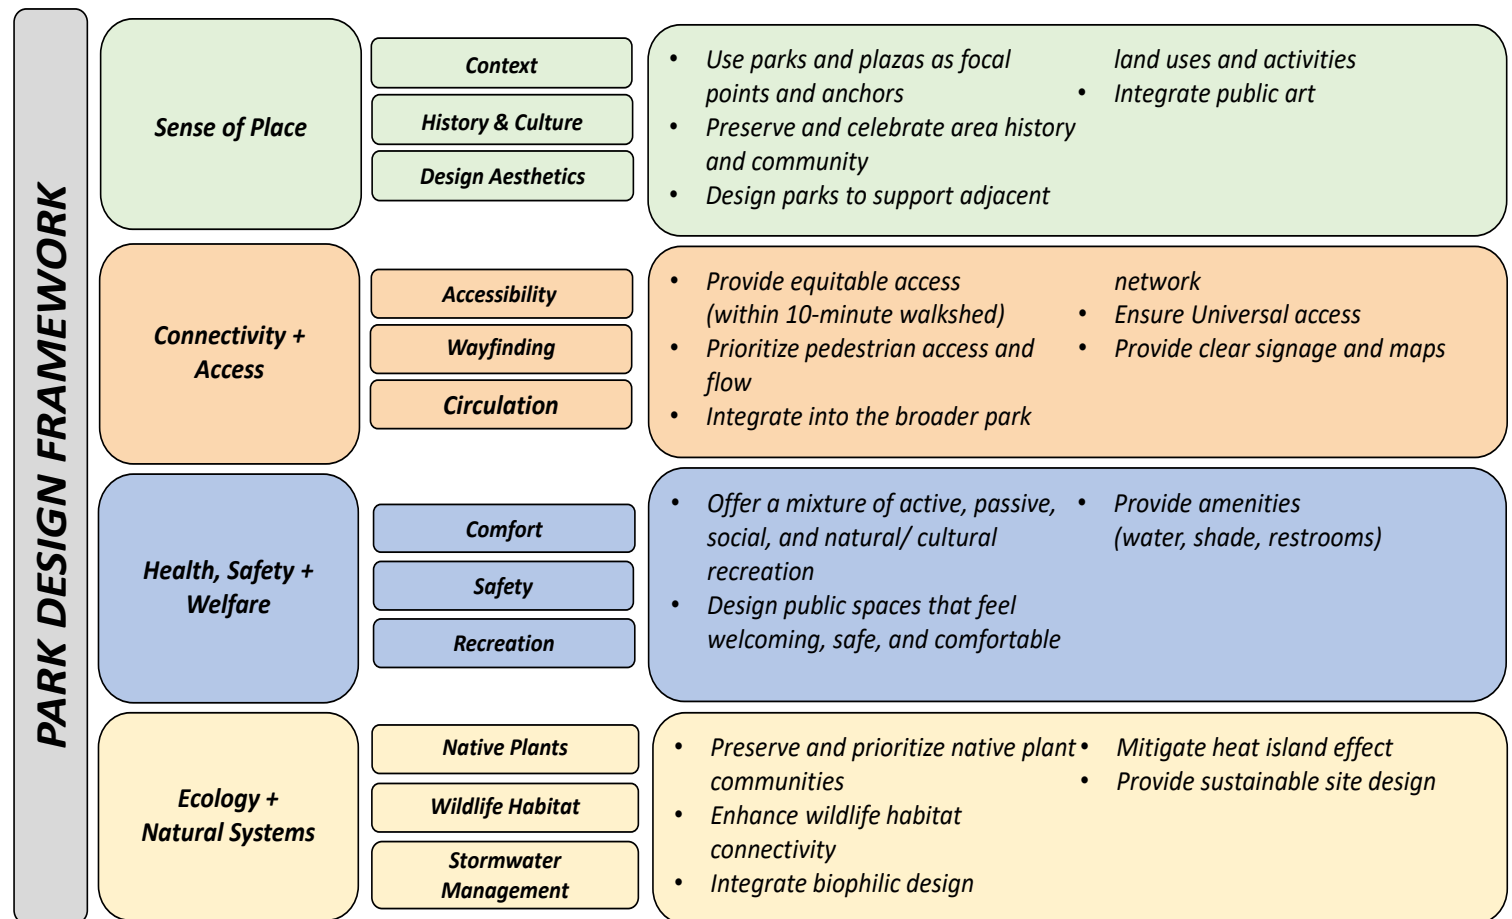 PARK DESIGN FRAMEWORK
Sense of Place
Context
History & Culture
Design Aesthetics
• Use parks and plazas as focal
points and anchors
• Preserve and celebrate area history
and community
• Design parks to support adjacent
land uses and activities
• Integrate public art
Connectivity +
Access
Accessibility
Wayfinding
Circulation
• Provide equitable access
(within 10-minute walkshed)
• Prioritize pedestrian access and
flow
• Integrate into the broader park
network
• Ensure Universal access
• Provide clear signage and maps
Health, Safety +
Welfare
Comfort
Safety
Recreation
• Offer a mixture of active, passive,
social, and natural/ cultural
recreation
• Design public spaces that feel
welcoming, safe, and comfortable
• Provide amenities
(water, shade, restrooms)
Ecology +
Natural Systems
Native Plants
Wildlife Habitat
Stormwater
Management
• Preserve and prioritize native plant
communities
• Enhance wildlife habitat
connectivity
• Integrate biophilic design
• Mitigate heat island effect
• Provide sustainable site design